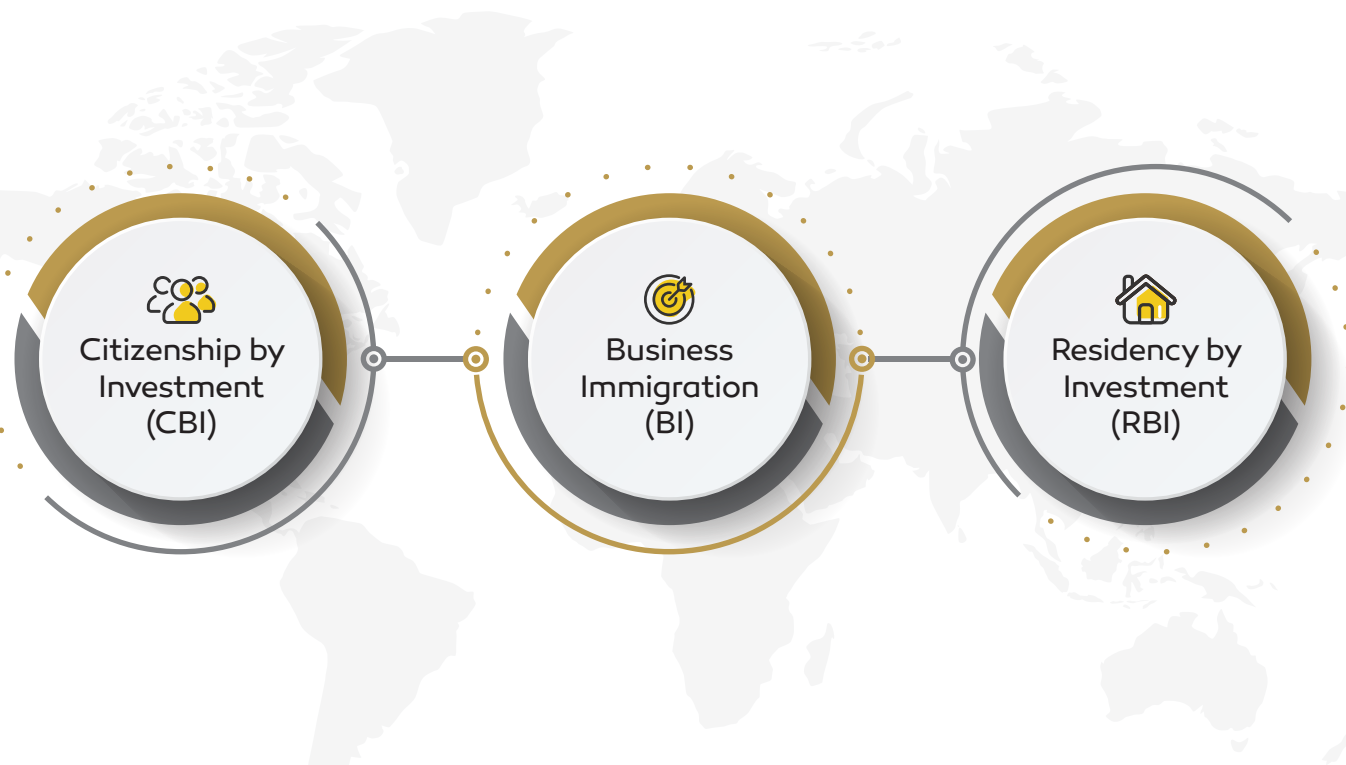 Citizenship by
Investment
(CBI)
Business
Immigration
(BI)
Residency by
Investment
(RBI)